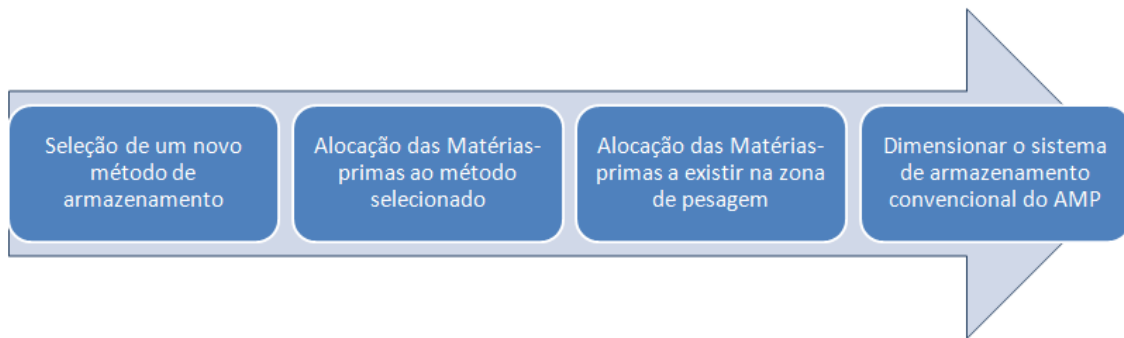 Seleção de um novo
método de
armazenamento
Alocação das Matérias-
primas ao método
selecionado
Alocação das Matérias-
primas a existir na zona
de pesagem
Dimensionar o sistema
de armazenamento
convencional do AMP